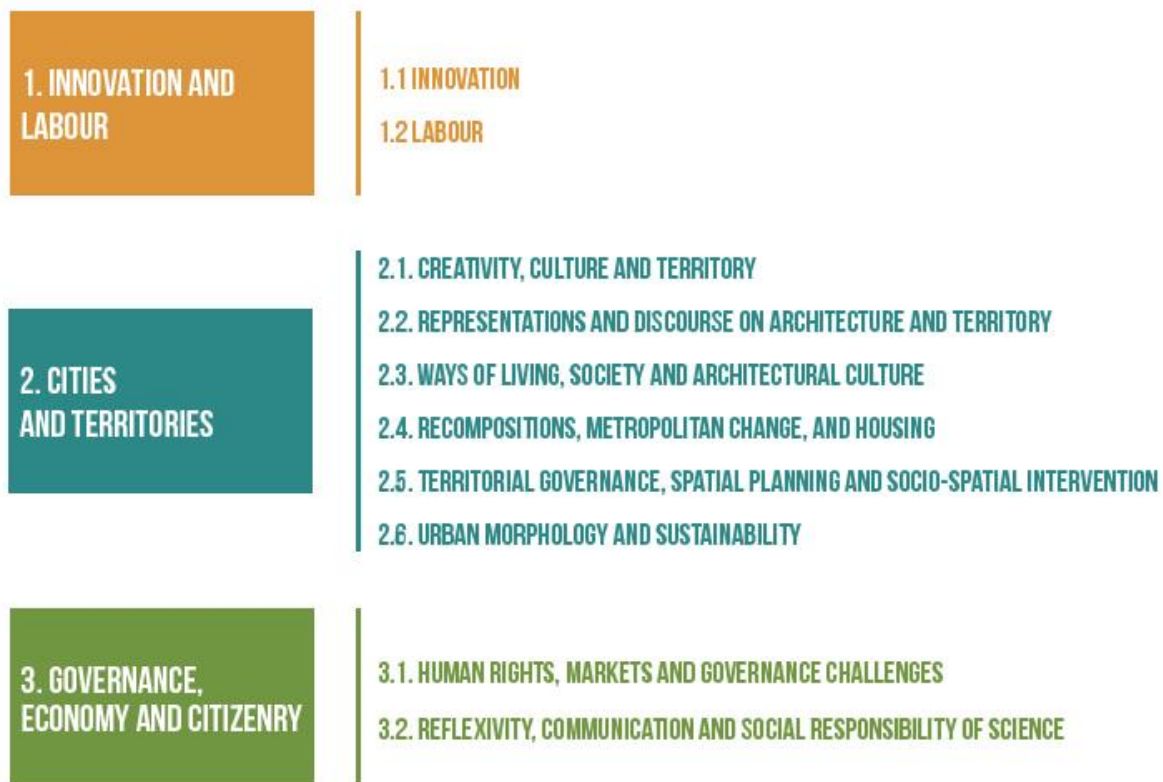 1. INNOVATION AND
LABOUR
1.1 INNOVATION
1.2 LABOUR
2. CITIES
AND TERRITORIES
2.1. CREATIVITY, CULTURE AND TERRITORY
2.2. REPRESENTATIONS AND DISCOURSE ON ARCHITECTURE AND TERRITORY
2.3. WAYS OF LIVING, SOCIETY AND ARCHITECTURAL CULTURE
2.4. RECOMPOSITIONS, METROPOLITAN CHANGE, AND HOUSING
2.5. TERRITORIAL GOVERNANCE, SPATIAL PLANNING AND SOCIO-SPATIAL INTERVENTION
2.6. URBAN MORPHOLOGY AND SUSTAINABILITY
3. GOVERNANCE,
ECONOMY AND CITIZENRY
3.1. HUMAN RIGHTS, MARKETS AND GOVERNANCE CHALLENGES
3.2. REFLEXIVITY, COMMUNICATION AND SOCIAL RESPONSIBILITY OF SCIENCE